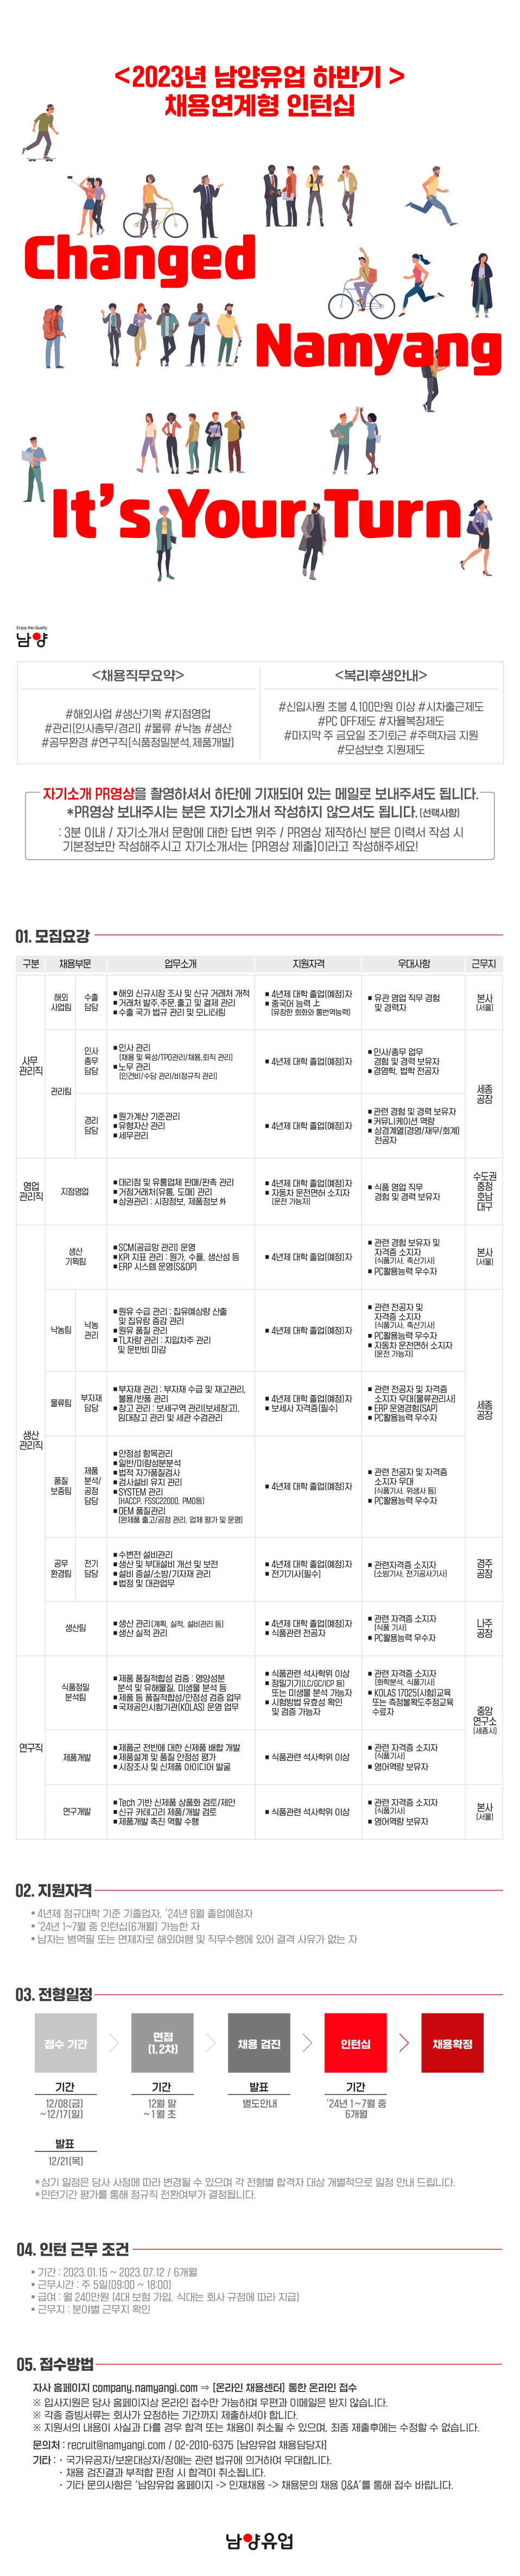 <2023년 남양유업 하반기 >
채용연계형 인턴십
Changed
Namyang
It's Your Turn
Enjoy the Quality
남양
<채용직무요약>
#해외사업 #생산기획 #지점영업
#관리(인사총무/경리) #물류 #낙농 #생산
#공무환경 #연구직(식품정밀분석,제품개발)
<복리후생안내>
#신입사원 초봉 4,100만원 이상 #시차출근제도
#PC OFF제도 #자율복장제도
#마지막 주 금요일 조기퇴근 #주택자금 지원
#모성보호 지원제도
자기소개 PR영상을 촬영하셔서 하단에 기재되어 있는 메일로 보내주셔도 됩니다.
*PR영상 보내주시는 분은 자기소개서 작성하지 않으셔도 됩니다. (선택사항)
: 3분 이내 / 자기소개서 문항에 대한 답변 위주 / PR영상 제작하신 분은 이력서 작성 시
기본정보만 작성해주시고 자기소개서는 [PR영상 제출]이라고 작성해주세요!
01. 모집요강
구분 채용부문 업무소개 지원자격 우대사항 근무지
사무
관리직
해외
사업팀
수출
담당
▪해외 신규시장 조사 및 신규 거래처 개척
▪거래처 발주,주문,출고 및 결제 관리
▪수출 국가 법규 관리 및 모니터링
▪4년제 대학 졸업(예정)자
▪중국어 능력 上
(유창한 회화와 통번역능력)
▪유관 영업 직무 경험
및 경력자
본사
(서울)
관리팀
인사
총무
담당
▪인사 관리
(채용 및 육성/TPO관리/채용,퇴직 관리)
▪노무 관리
(인건비/수당 관리/비정규직 관리)
▪4년제 대학 졸업(예정)자
▪인사/총무 업무
경험 및 경력 보유자
▪경영학, 법학 전공자
세종
공장
경리
담당
▪원가계산 기준관리
▪유형자산 관리
▪세무관리
▪4년제 대학 졸업(예정)자
▪관련 경험 및 경력 보유자
▪커뮤니케이션 역량
▪상경계열(경영/재무/회계)
전공자
영업
관리직
지점영업
▪대리점 및 유통업체 판매/판촉 관리
▪거점거래처(유통, 도매) 관리
▪상권관리 : 시장정보, 제품정보 外
▪4년제 대학 졸업(예정)자
▪자동차 운전면허 소지자
(운전 가능자)
▪식품 영업 직무
경험 및 경력 보유자
수도권
충청
호남
대구
생산
관리직
생산
기획팀
▪SCM(공급망 관리) 운영
▪KPI 지표 관리 : 원가, 수율, 생산성 등
▪ERP 시스템 운영(S&OP)
▪4년제 대학 졸업(예정)자
▪관련 경험 보유자 및
자격증 소지자
(식품기사, 축산기사)
▪PC활용능력 우수자
본사
(서울)
낙농팀
낙농
관리
▪원유 수급 관리 : 집유예상량 산출
및 집유량 증감 관리
▪원유 품질 관리
▪TL차량 관리 : 지입차주 관리
및 운반비 마감
▪4년제 대학 졸업(예정)자
▪관련 전공자 및
자격증 소지자
(식품기사, 축산기사)
▪PC활용능력 우수자
▪자동차 운전면허 소지자
(운전 가능자)
세종
공장
물류팀
부자재
담당
▪부자재 관리 : 부자재 수급 및 재고관리,
불용/반품 관리
▪창고 관리 : 보세구역 관리(보세창고),
임대창고 관리 및 세관 수검관리
▪4년제 대학 졸업(예정)자
▪보세사 자격증(필수)
▪관련 전공자 및 자격증
소지자 우대(물류관리사)
▪ERP 운영경험(SAP)
▪PC활용능력 우수자
품질
보증팀
제품
분석/
공정
담당
▪안정성 항목관리
▪일반/미량성분분석
▪법적 자가품질검사
▪검사설비 유지 관리
▪SYSTEM 관리
(HACCP, FSSC22000, PMO등)
▪OEM 품질관리
(완제품 출고/공정 관리, 업체 평가 및 운영)
▪4년제 대학 졸업(예정)자
▪관련 전공자 및 자격증
소지자 우대
(식품기사, 위생사 등)
▪PC활용능력 우수자
공무
환경팀
전기
담당
▪수변전 설비관리
▪생산 및 부대설비 개선 및 보전
▪설비 증설/소방/기자재 관리
▪법정 및 대관업무
▪4년제 대학 졸업(예정)자
▪전기기사(필수)
▪관련자격증 소지자
(소방기사, 전기공사기사)
경주
공장
생산팀
▪생산 관리(계획, 실적, 설비관리 등)
▪생산 실적 관리
▪4년제 대학 졸업(예정)자
▪식품관련 전공자
▪관련 자격증 소지자
(식품 기사)
▪PC활용능력 우수자
나주
공장
연구직
식품정밀
분석팀
▪제품 품질적합성 검증 : 영양성분
분석 및 유해물질, 미생물 분석 등
▪제품 등 품질적합성/안정성 검증 업무
▪국제공인시험기관(KOLAS) 운영 업무
▪식품관련 석사학위 이상
▪정밀기기(LC/GC/ICP 등)
또는 미생물 분석 가능자
▪시험방법 유효성 확인
및 검증 가능자
▪관련 자격증 소지자
(화학분석, 식품기사)
▪KOLAS 17025(시험)교육
또는 측정불확도추정교육
수료자
중앙
연구소
(세종시)
제품개발
▪제품군 전반에 대한 신제품 배합 개발
▪제품설계 및 품질 안정성 평가
▪시장조사 및 신제품 아이디어 발굴
▪식품관련 석사학위 이상
▪관련 자격증 소지자
(식품기사)
▪영어역량 보유자
연구개발
▪Tech 기반 신제품 상품화 검토/제안
▪신규 카테고리 제품/개발 검토
▪제품개발 촉진 역할 수행
▪식품관련 석사학위 이상
▪관련 자격증 소지자
(식품기사)
▪영어역량 보유자
본사
(서울)
02. 지원자격
* 4년제 정규대학 기준 기졸업자, '24년 8월 졸업예정자
* '24년 1~7월 중 인턴십(6개월) 가능한 자
* 남자는 병역필 또는 면제자로 해외여행 및 직무수행에 있어 결격 사유가 없는 자
03. 전형일정
접수 기간
면접
(1, 2차)
채용 검진
인턴십
채용확정
기간
12/08(금)
~12/17(일)
발표
12/21(목)
기간
12월 말
~1월 초
발표
별도안내
기간
'24년 1~7월 중
6개월
*상기 일정은 당사 사정에 따라 변경될 수 있으며 각 전형별 합격자 대상 개별적으로 일정 안내 드립니다.
*인턴기간 평가를 통해 정규직 전환여부가 결정됩니다.
04. 인턴 근무 조건
* 기간 : 2023.01.15 ~ 2023.07.12 / 6개월
* 근무시간 : 주 5일(09:00 ~ 18:00)
* 급여 : 월 240만원 (4대 보험 가입, 식대는 회사 규정에 따라 지급)
* 근무지 : 분야별 근무지 확인
05. 접수방법
자사 홈페이지 company.namyangi.com ⇒ [온라인 채용센터] 통한 온라인 접수
※ 입사지원은 당사 홈페이지상 온라인 접수만 가능하며 우편과 이메일은 받지 않습니다.
※ 각종 증빙서류는 회사가 요청하는 기간까지 제출하셔야 합니다.
※ 지원서의 내용이 사실과 다를 경우 합격 또는 채용이 취소될 수 있으며, 최종 제출후에는 수정할 수 없습니다.
문의처 : recruit@namyangi.com / 02-2010-6375 [남양유업 채용담당자]
기타 : · 국가유공자/보훈대상자/장애는 관련 법규에 의거하여 우대합니다.
· 채용 검진결과 부적합 판정 시 합격이 취소됩니다.
· 기타 문의사항은 '남양유업 홈페이지 -> 인재채용 -> 채용문의 채용 Q&A'를 통해 접수 바랍니다.
남양유업